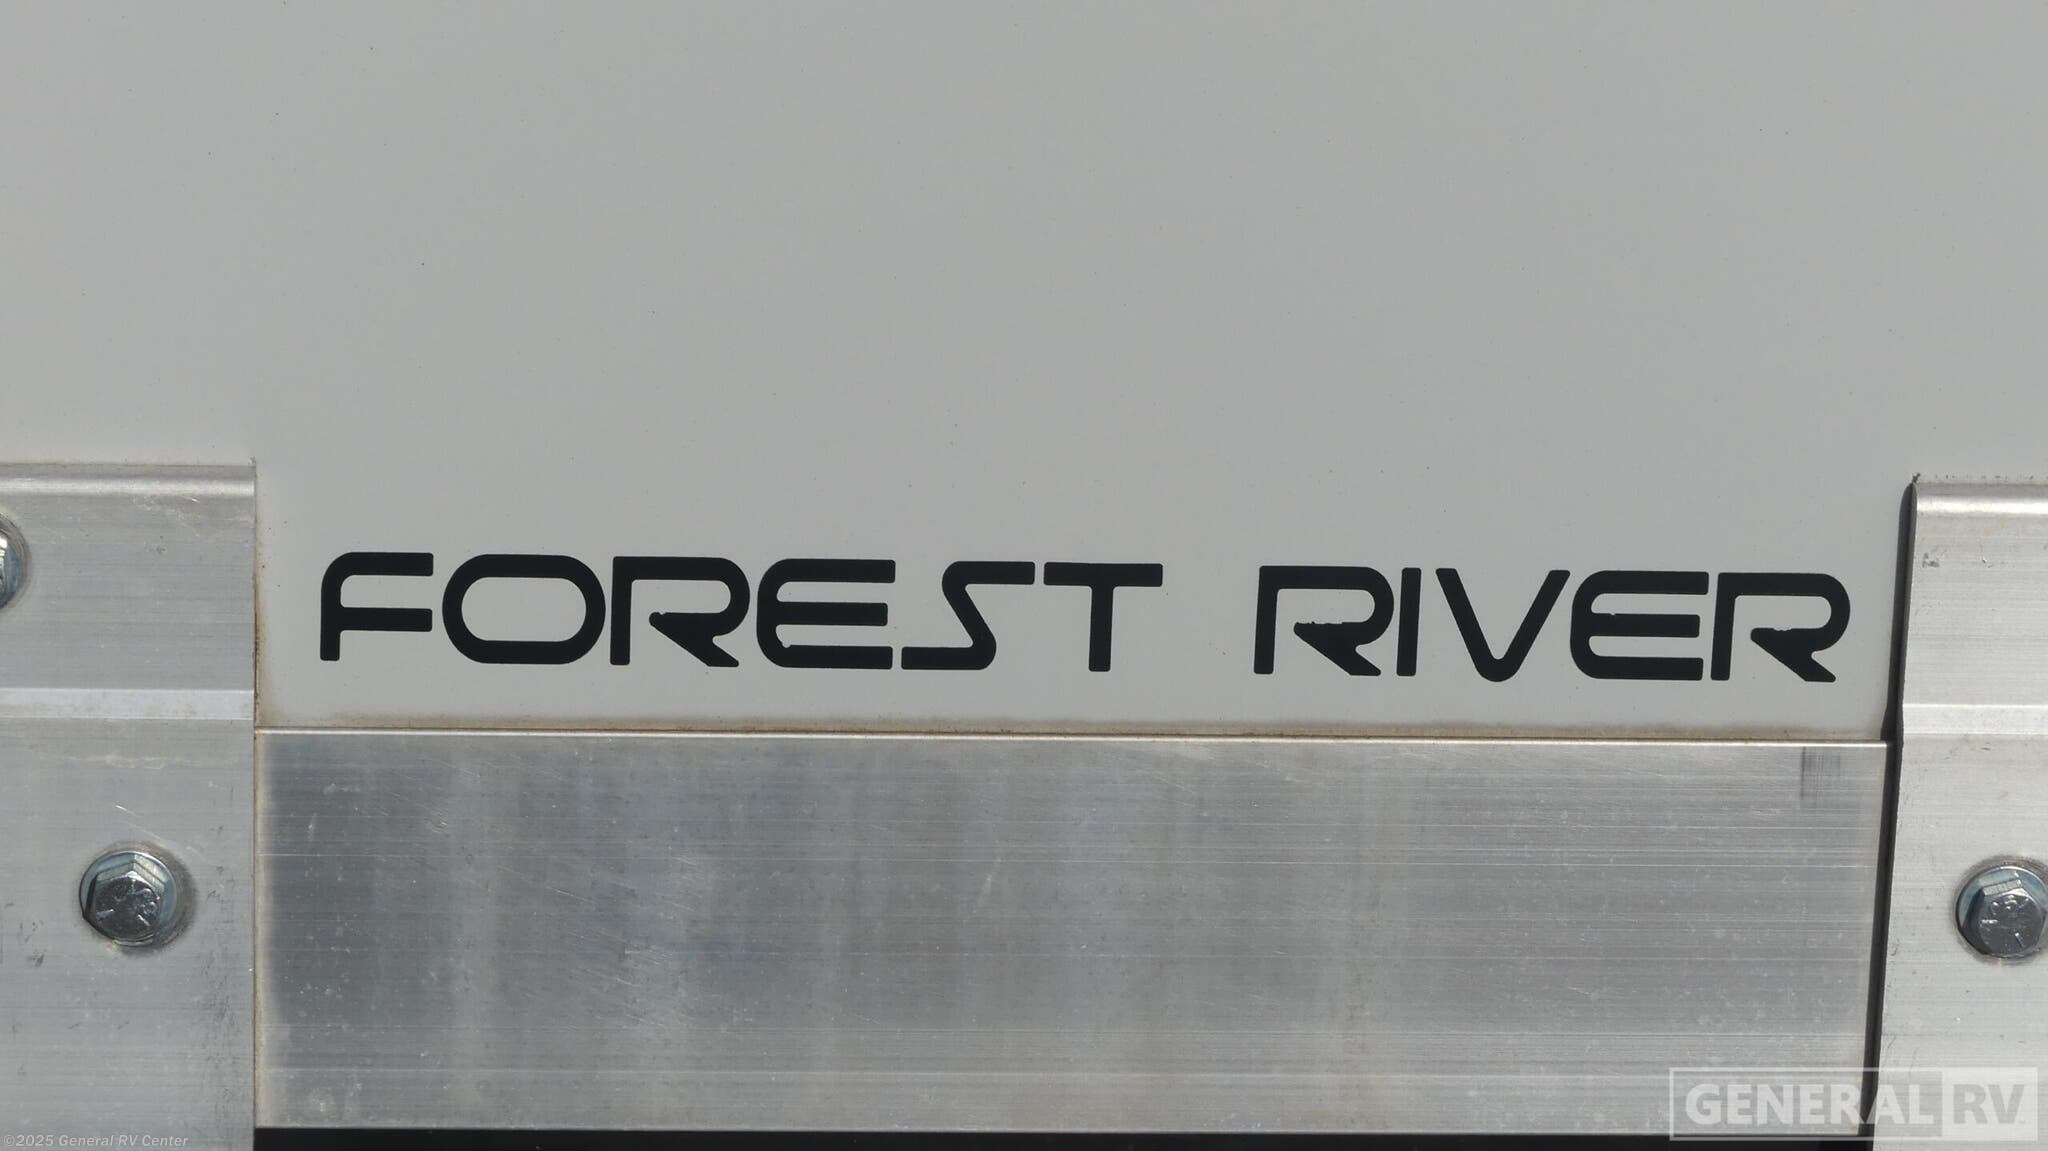 FOREST RIVER
GENERAL RV
©2025 General RV Center